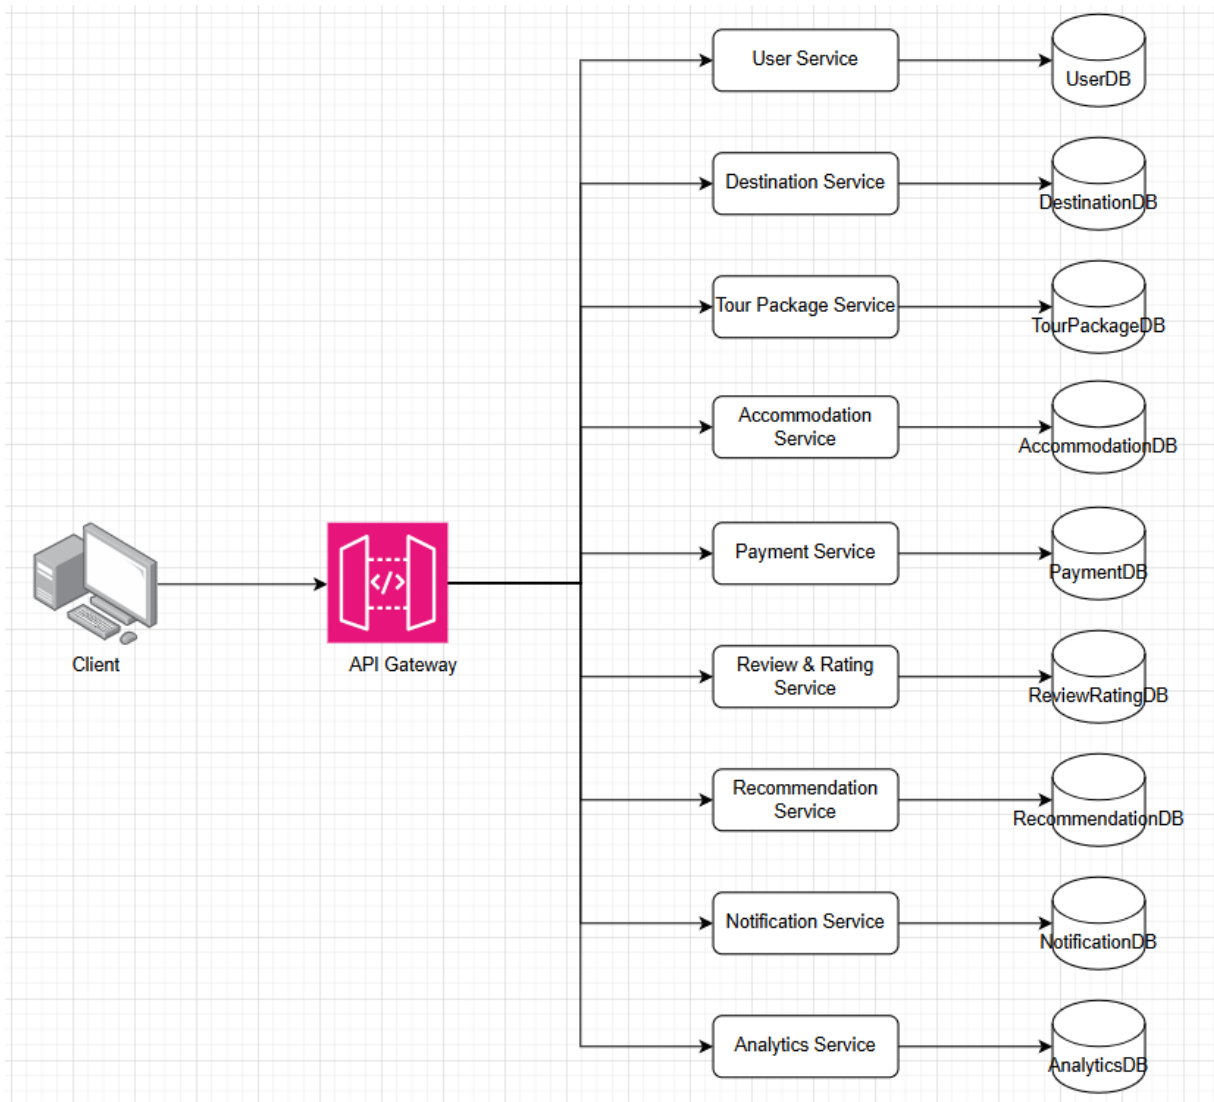 User Service
UserDB
Destination Service
DestinationDB
Tour Package Service
TourPackageDB
Accommodation
Service
AccommodationDB
</>
Client
API Gateway
Payment Service
PaymentDB
Review & Rating
Service
ReviewRatingDB
Recommendation
Service
RecommendationDB
Notification Service
NotificationDB
Analytics Service
AnalyticsDB